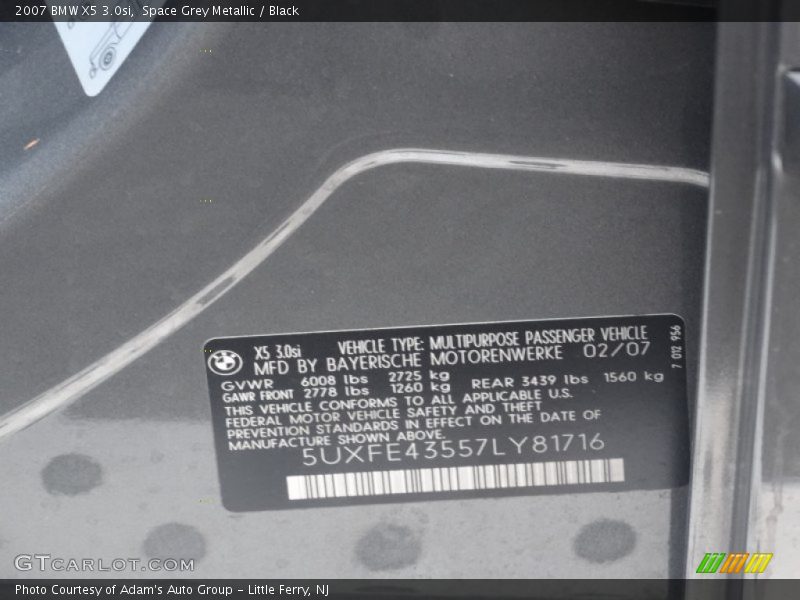 2007 BMW X5 3.0si, Space Grey Metallic / Black
X5 3.0si VEHICLE TYPE: MULTIPURPOSE PASSENGER VEHICLE
MFD BY BAYERISCHE MOTORENWERKE 02/07
GVWR 6008 lbs 2725 kg
GAWR FRONT 2778 lbs 1260 kg REAR 3439 lbs 1560 kg
THIS VEHICLE CONFORMS TO ALL APPLICABLE U.S.
FEDERAL MOTOR VEHICLE SAFETY AND THEFT
PREVENTION STANDARDS IN EFFECT ON THE DATE OF
MANUFACTURE SHOWN ABOVE.
5UXFE43557LY81716
7 012 956
GTCARLOT.COM
Photo Courtesy of Adam's Auto Group - Little Ferry, NJ